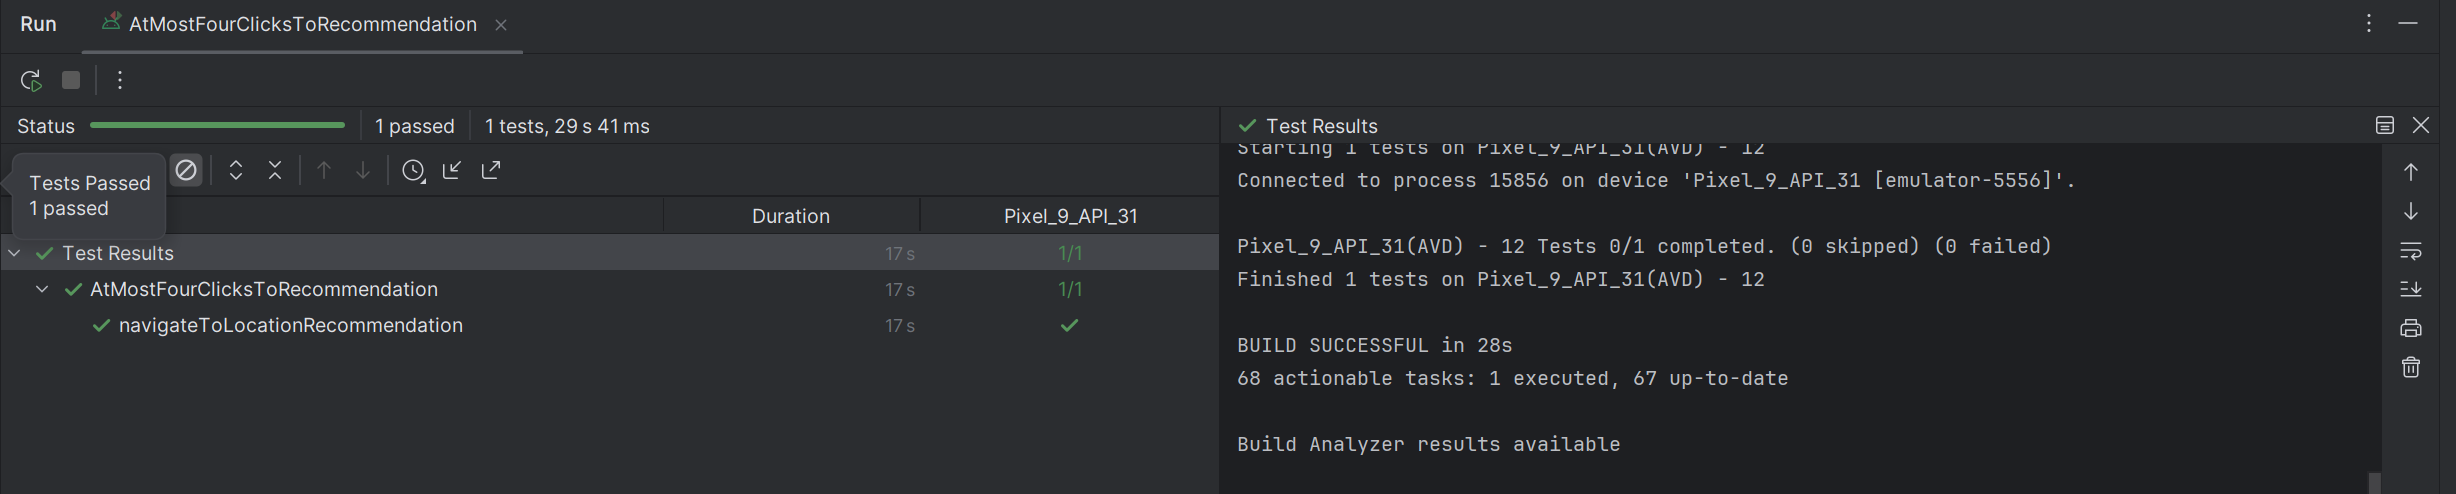 Run
AtMostFourClicksToRecommendation
Status
1 passed
1 tests, 29 s 41 ms
Tests Passed
1 passed
Duration
Pixel_9_API_31
Test Results
17 s
1/1
AtMostFourClicksToRecommendation
17 s
1/1
navigateToLocationRecommendation
17 s
Test Results
Starting 1 tests on Pixel_9_API_31(AVD) - 12
Connected to process 15856 on device 'Pixel_9_API_31 [emulator-5556]'.
Pixel_9_API_31(AVD) - 12 Tests 0/1 completed. (0 skipped) (0 failed)
Finished 1 tests on Pixel_9_API_31(AVD) - 12
BUILD SUCCESSFUL in 28s
68 actionable tasks: 1 executed, 67 up-to-date
Build Analyzer results available